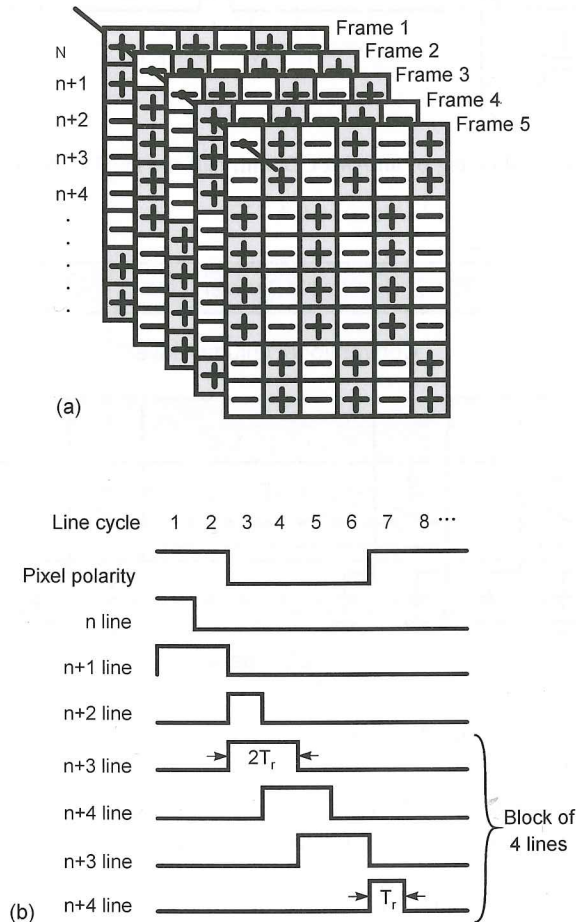 Frame 1
N
Frame 2
n+1
Frame 3
n+2
Frame 4
n+3
Frame 5
n+4
(a)
Line cycle 1 2 3 4 5 6 7 8 ···
Pixel polarity
n line
n+1 line
n+2 line
n+3 line 2Tr
n+4 line
Block of
4 lines
n+3 line
n+4 line Tr
(b)